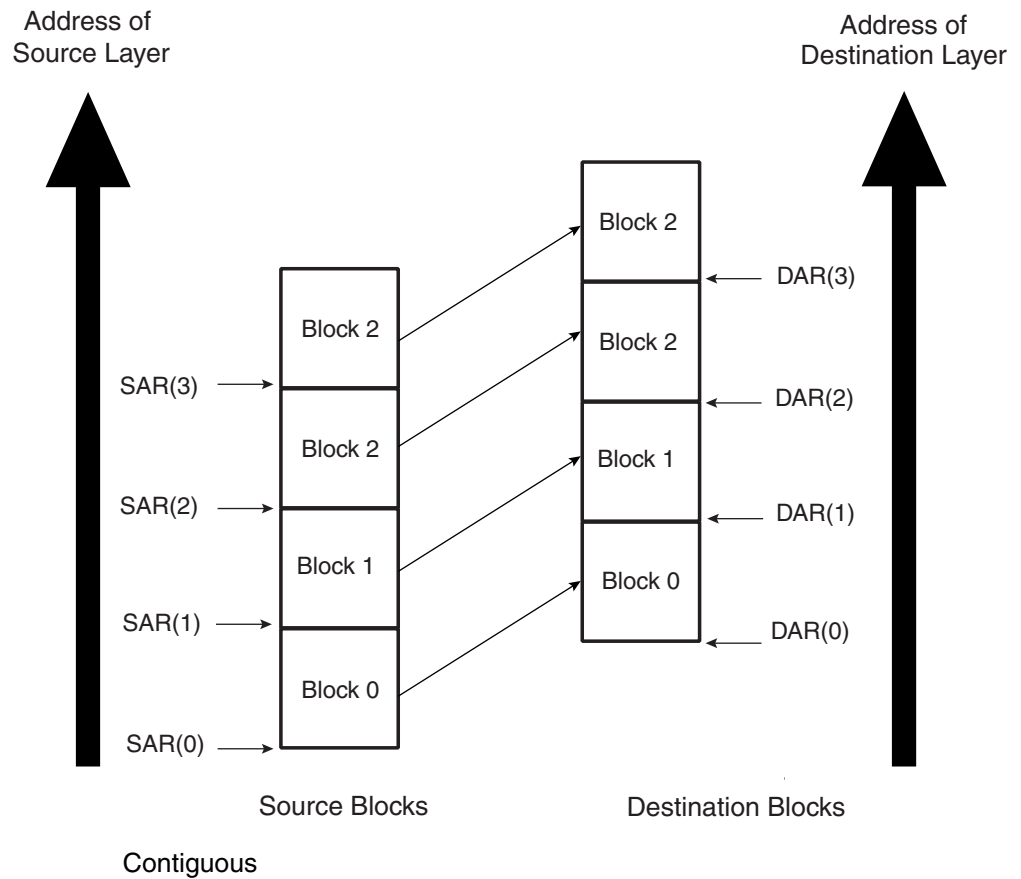 Address of
Source Layer
Address of
Destination Layer
Block 2
Block 2
DAR(3)
Block 2
SAR(3)
Block 2
DAR(2)
Block 1
SAR(2)
Block 1
DAR(1)
Block 0
SAR(1)
Block 0
DAR(0)
SAR(0)
Source Blocks
Destination Blocks
Contiguous